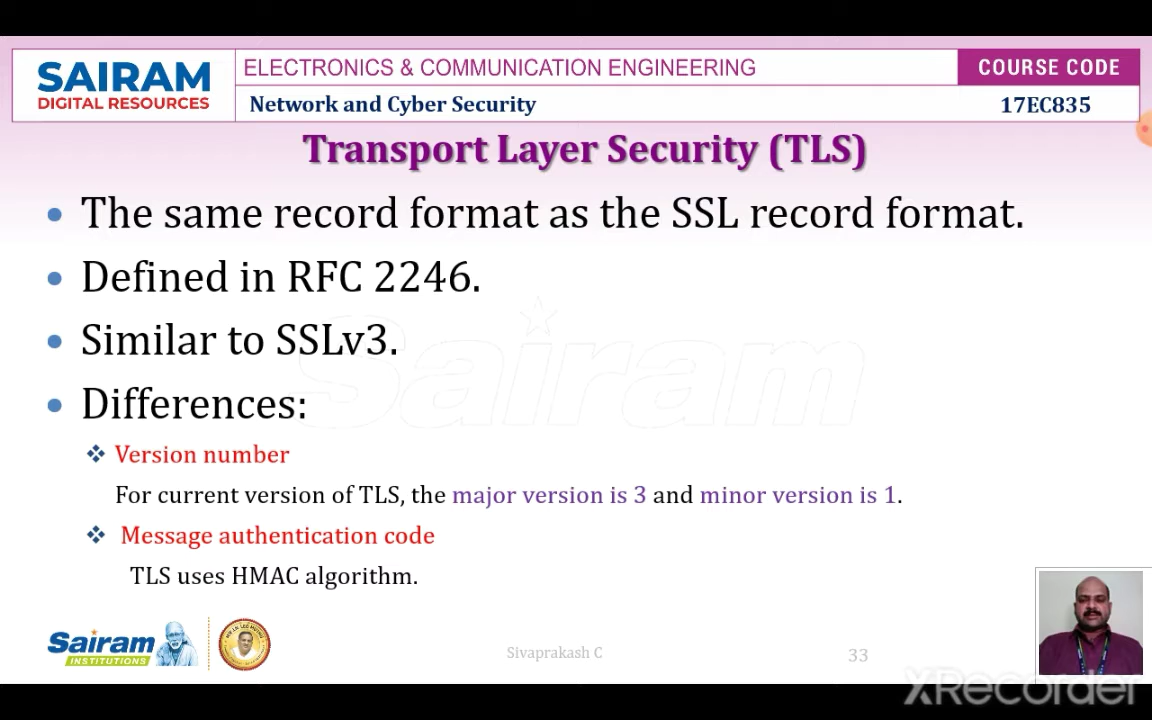 SAIRAM
DIGITAL RESOURCES
ELECTRONICS & COMMUNICATION ENGINEERING
COURSE CODE
Network and Cyber Security
17EC835
Transport Layer Security (TLS)
• The same record format as the SSL record format.
• Defined in RFC 2246.
• Similar to SSLv3.
• Differences:
❖ Version number
For current version of TLS, the major version is 3 and minor version is 1.
❖ Message authentication code
TLS uses HMAC algorithm.
Sairam
Sairam
INSTITUTIONS
Sivaprakash C
33
XRecorder